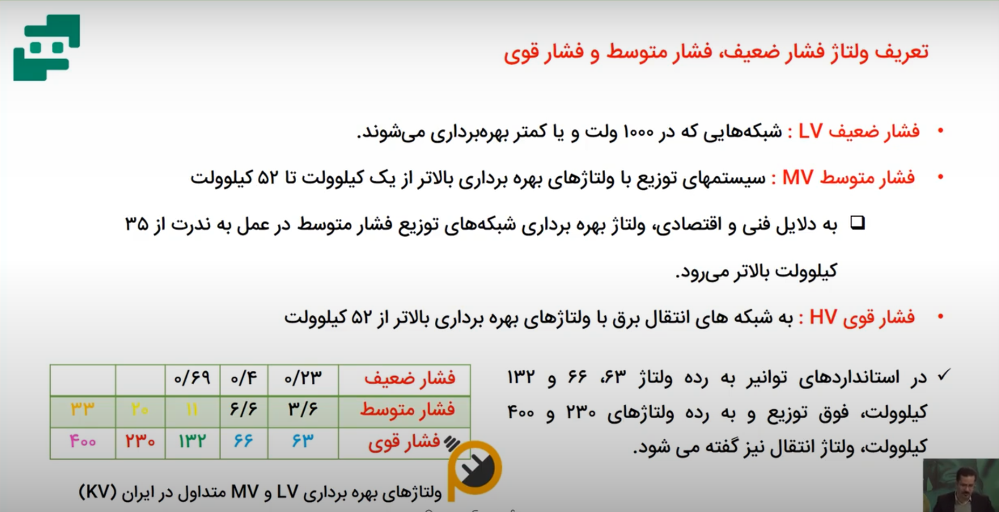 تعریف ولتاژ فشار ضعیف، فشار متوسط و فشار قوی
• فشار ضعیف LV : شبکه‌هایی که در ۱۰۰۰ ولت و یا کمتر بهره‌برداری می‌شوند.
• فشار متوسط MV : سیستمهای توزیع با ولتاژهای بهره برداری بالاتر از یک کیلوولت تا ۵۲ کیلوولت
❑ به دلایل فنی و اقتصادی، ولتاژ بهره برداری شبکه‌های توزیع فشار متوسط در عمل به ندرت از ۳۵
کیلوولت بالاتر می‌رود.
• فشار قوی HV : به شبکه های انتقال برق با ولتاژهای بهره برداری بالاتر از ۵۲ کیلوولت
✓ در استانداردهای توانیر به رده ولتاژ ۶۳، ۶۶ و ۱۳۲
کیلوولت، فوق توزیع و به رده ولتاژهای ۲۳۰ و ۴۰۰
کیلوولت، ولتاژ انتقال نیز گفته می شود.
فشار ضعیف ۰/۲۳ ۰/۴ ۰/۶۹
فشار متوسط ۳/۶ ۶/۶ ۱۱ ۲۰ ۳۳
فشار قوی ۶۳ ۶۶ ۱۳۲ ۲۳۰ ۴۰۰
ولتاژهای بهره برداری LV و MV متداول در ایران (KV)